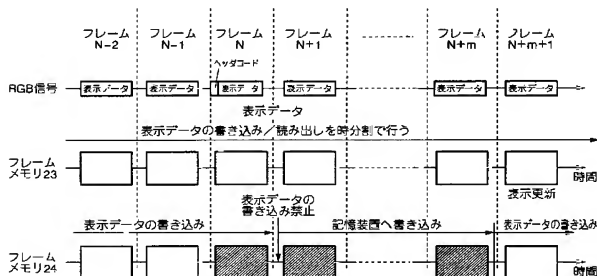 フレーム フレーム フレーム フレーム フレーム フレーム
N-2 N-1 N N+1 N+m N+m+1
ヘッダコード
RGB信号 表示データ 表示データ 表示データ 表示データ 表示データ 表示データ
表示データ
表示データの書き込み/読み出しを時分割で行う
フレーム
メモリ23
時間
表示更新
表示データの
書き込み禁止
表示データの書き込み 記憶装置へ書き込み 表示データの書き込み
フレーム
メモリ24
時間